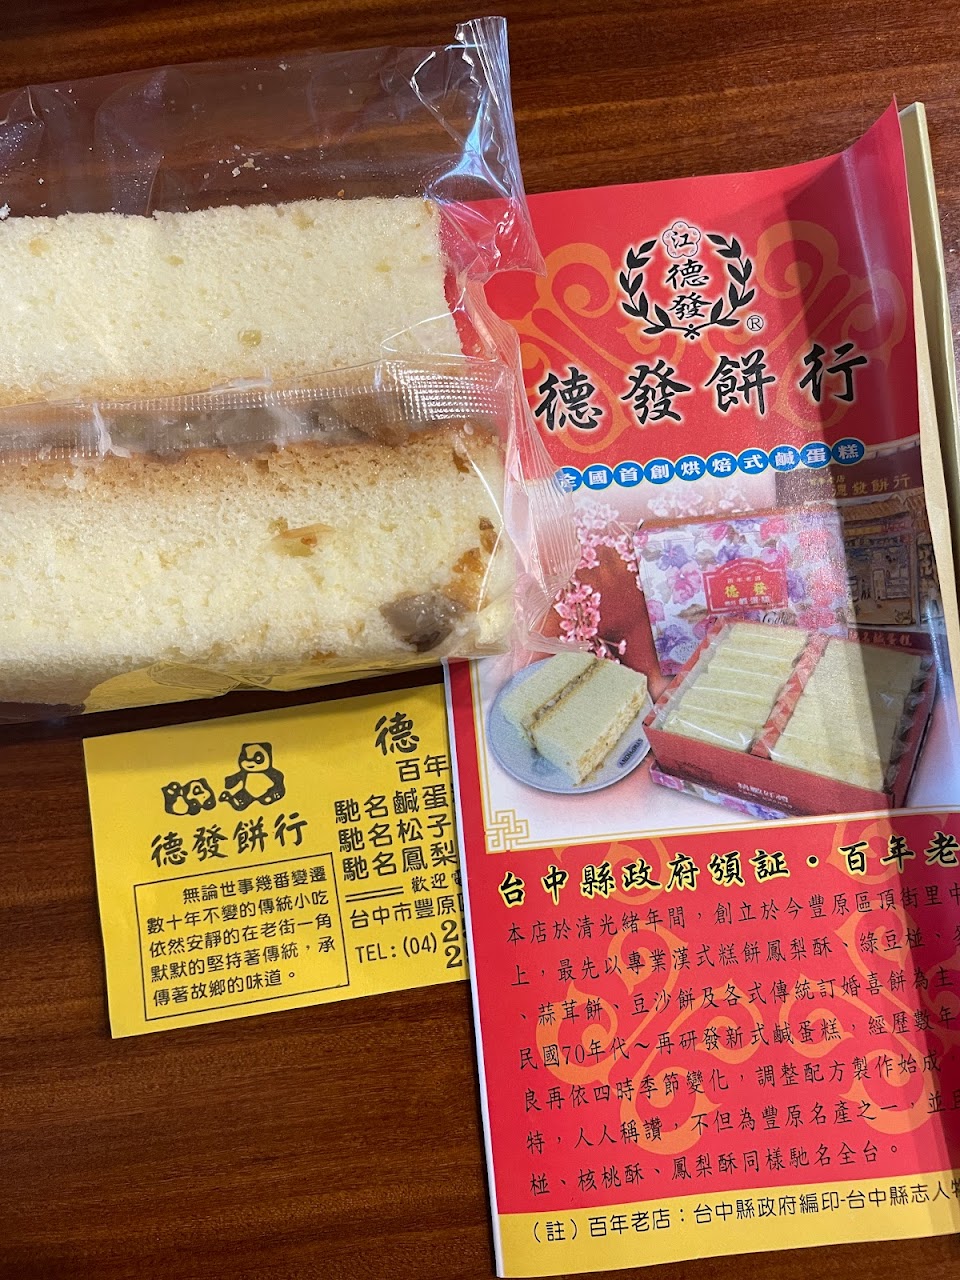 江
德發
®
德發餅行
全國首創烘焙式鹹蛋糕
發餅行
德發
鹹蛋糕
台中縣政府頒証・百年老
本店於清光緒年間，創立於今豐原區頂街里中
上，最先以專業漢式糕餅鳳梨酥、綠豆椪、
、蒜茸餅、豆沙餅及各式傳統訂婚喜餅為主
民國70年代～再研發新式鹹蛋糕，經歷數年
良再依四時季節變化，調整配方製作始成
特，人人稱讚，不但為豐原名產之一，並且
椪、核桃酥、鳳梨酥同樣馳名全台。
（註）百年老店：台中縣政府編印-台中縣志人物
德發餅行
無論世事幾番變遷
數十年不變的傳統小吃
依然安靜的在老街一角
默默的堅持著傳統，承
傳著故鄉的味道。
德
百年
馳名鹹蛋
馳名松子
馳名鳳梨
歡迎
台中市豐原
TEL：(04) 2
2